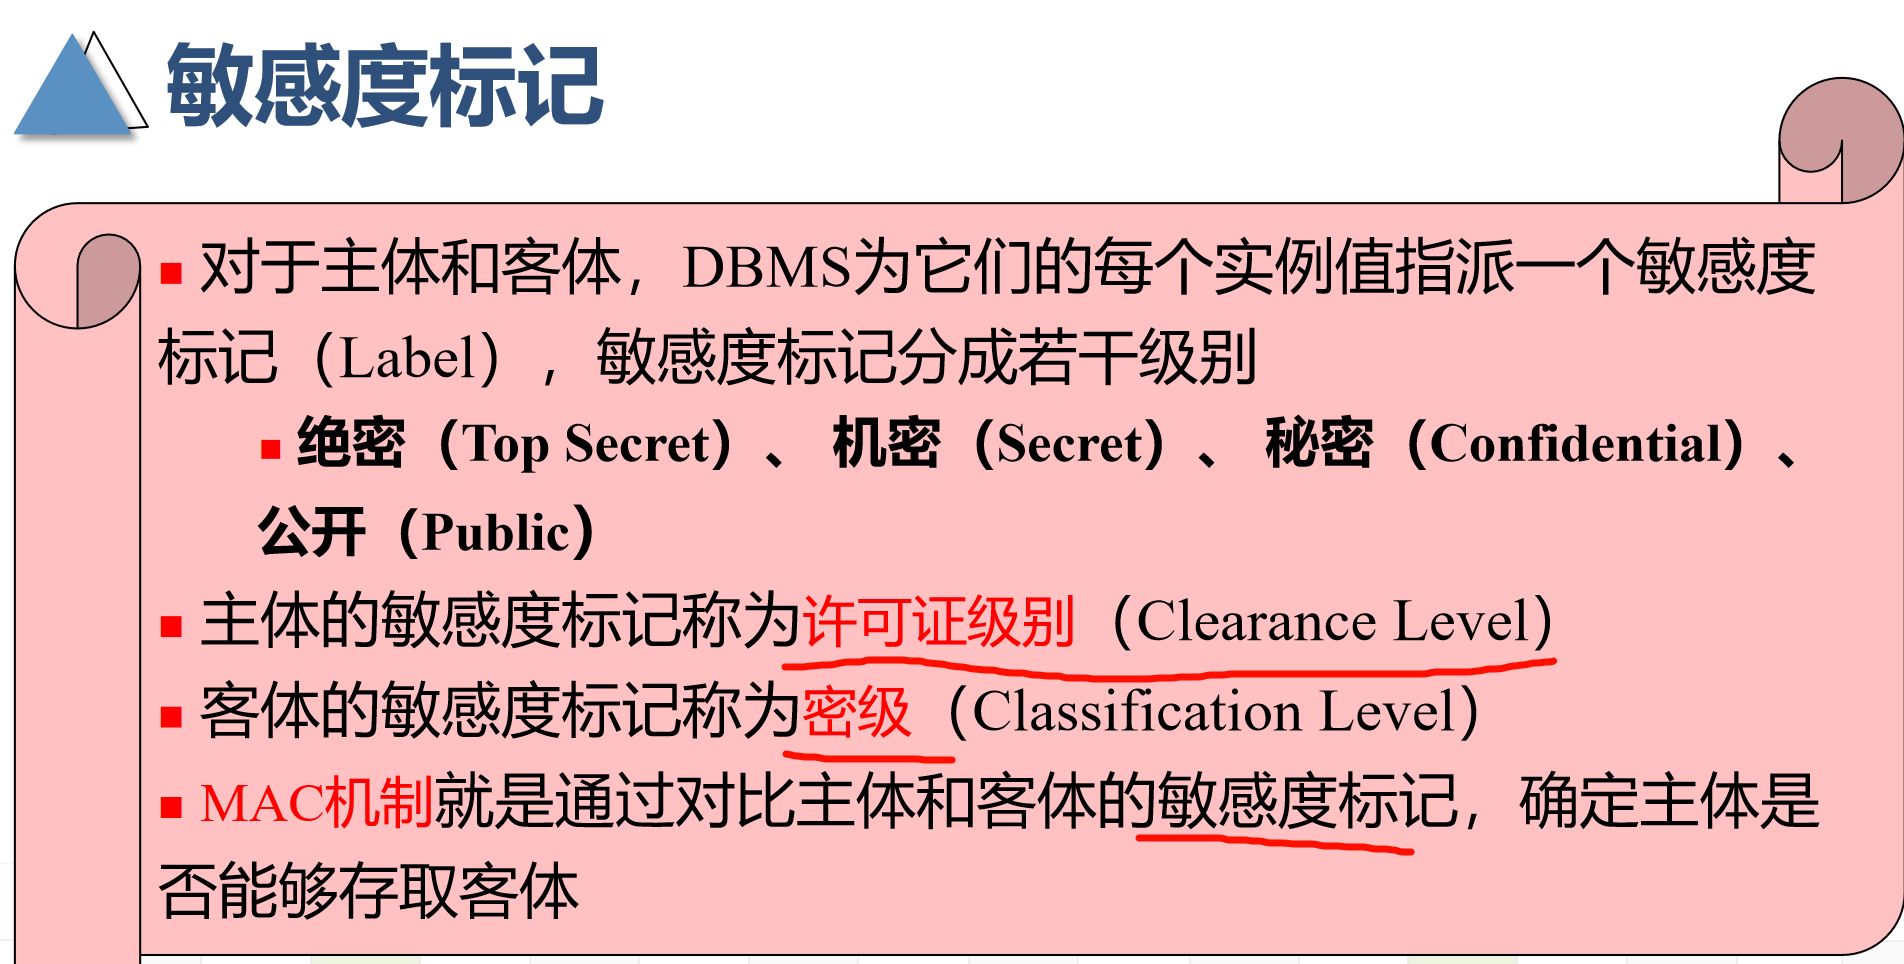 敏感度标记
对于主体和客体，DBMS为它们的每个实例值指派一个敏感度
标记（Label），敏感度标记分成若干级别
绝密（Top Secret）、 机密（Secret）、 秘密（Confidential）、
公开（Public）
主体的敏感度标记称为许可证级别（Clearance Level）
客体的敏感度标记称为密级（Classification Level）
MAC机制就是通过对比主体和客体的敏感度标记，确定主体是
否能够存取客体